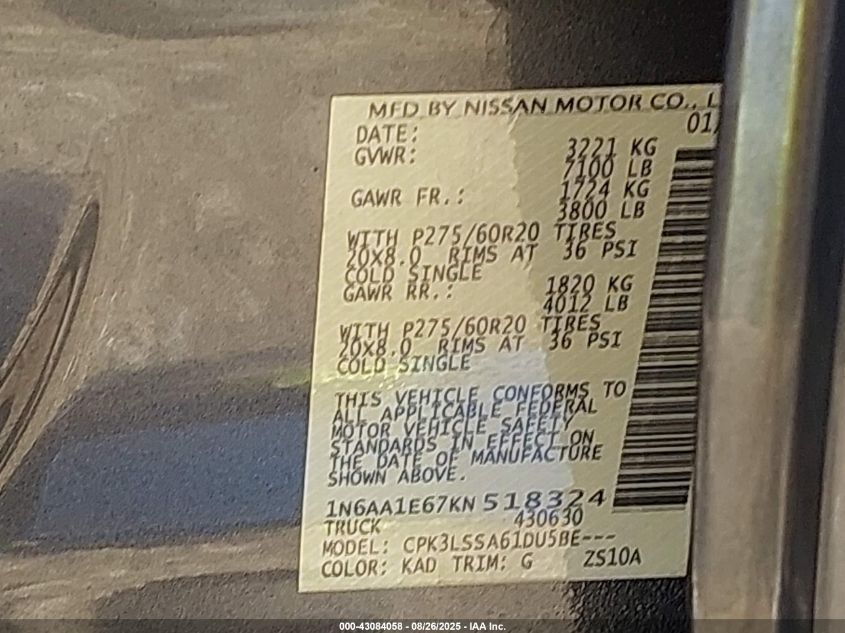 MFD BY NISSAN MOTOR CO., L
DATE: 01/
GVWR: 3221 KG
7100 LB
GAWR FR.: 1724 KG
3800 LB
WITH P275/60R20 TIRES
20X8.0 RIMS AT 36 PSI
COLD SINGLE
GAWR RR.: 1820 KG
4012 LB
WITH P275/60R20 TIRES
20X8.0 RIMS AT 36 PSI
COLD SINGLE
THIS VEHICLE CONFORMS TO
ALL APPLICABLE FEDERAL
MOTOR VEHICLE SAFETY
STANDARDS IN EFFECT ON
THE DATE OF MANUFACTURE
SHOWN ABOVE.
1N6AA1E67KN 518324
TRUCK 430630
MODEL: CPK3LSSA61DU5BE---
COLOR: KAD TRIM: G ZS10A
000-43084058 - 08/26/2025 - IAA Inc.